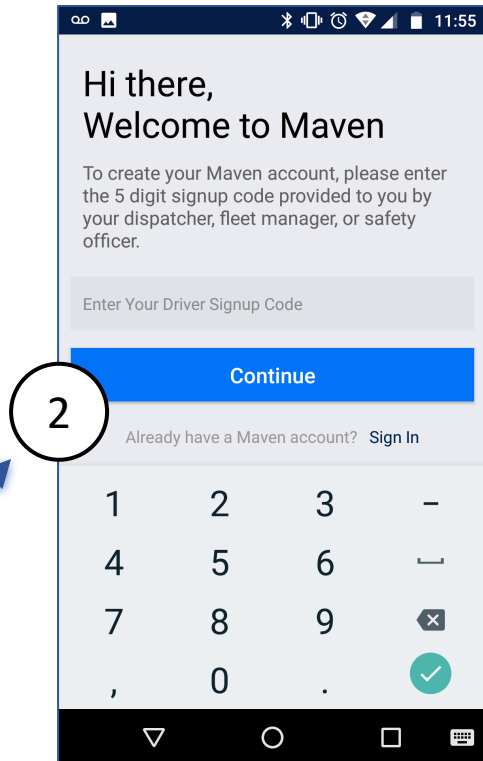 11:55
Hi there,
Welcome to Maven
To create your Maven account, please enter
the 5 digit signup code provided to you by
your dispatcher, fleet manager, or safety
officer.
Enter Your Driver Signup Code
Continue
2
Already have a Maven account? Sign In
1 2 3 -
4 5 6
7 8 9
, 0 .